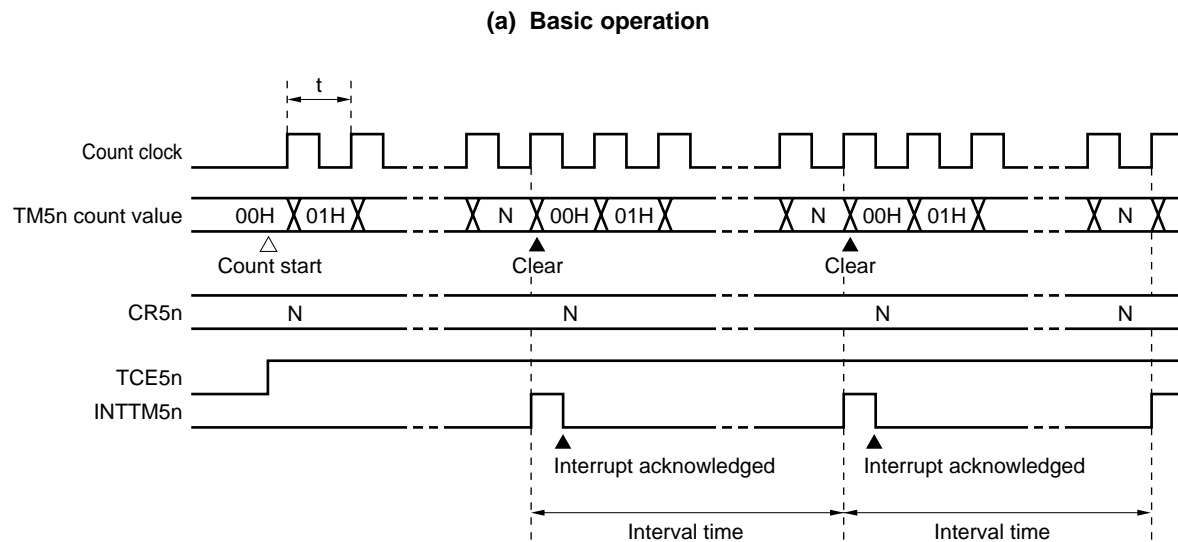 (a) Basic operation
t
Count clock
TM5n count value 00H 01H N 00H 01H N 00H 01H N
Count start Clear Clear
CR5n N N N N
TCE5n
INTTM5n
Interrupt acknowledged Interrupt acknowledged
Interval time Interval time